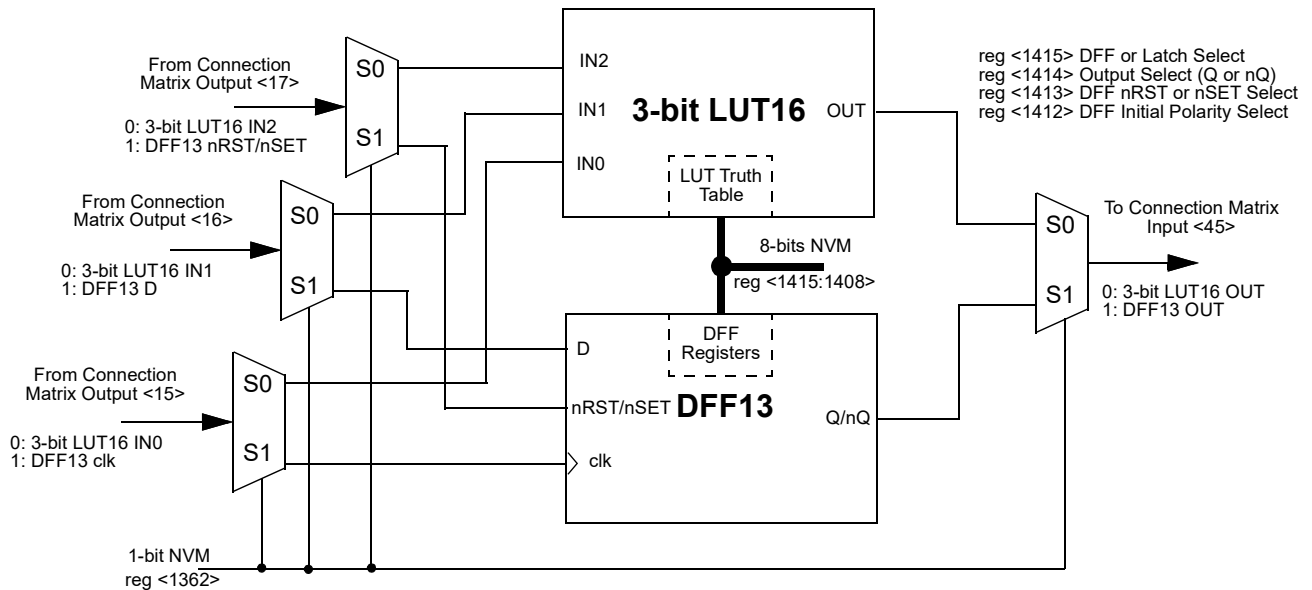 From Connection
Matrix Output <17>
0: 3-bit LUT16 IN2
1: DFF13 nRST/nSET
S0
S1
From Connection
Matrix Output <16>
0: 3-bit LUT16 IN1
1: DFF13 D
S0
S1
From Connection
Matrix Output <15>
0: 3-bit LUT16 IN0
1: DFF13 clk
S0
S1
1-bit NVM
reg <1362>
IN2
IN1
IN0
3-bit LUT16
OUT
LUT Truth
Table
8-bits NVM
reg <1415:1408>
DFF
Registers
D
nRST/nSET
DFF13
clk
Q/nQ
reg <1415> DFF or Latch Select
reg <1414> Output Select (Q or nQ)
reg <1413> DFF nRST or nSET Select
reg <1412> DFF Initial Polarity Select
S0
S1
To Connection Matrix
Input <45>
0: 3-bit LUT16 OUT
1: DFF13 OUT